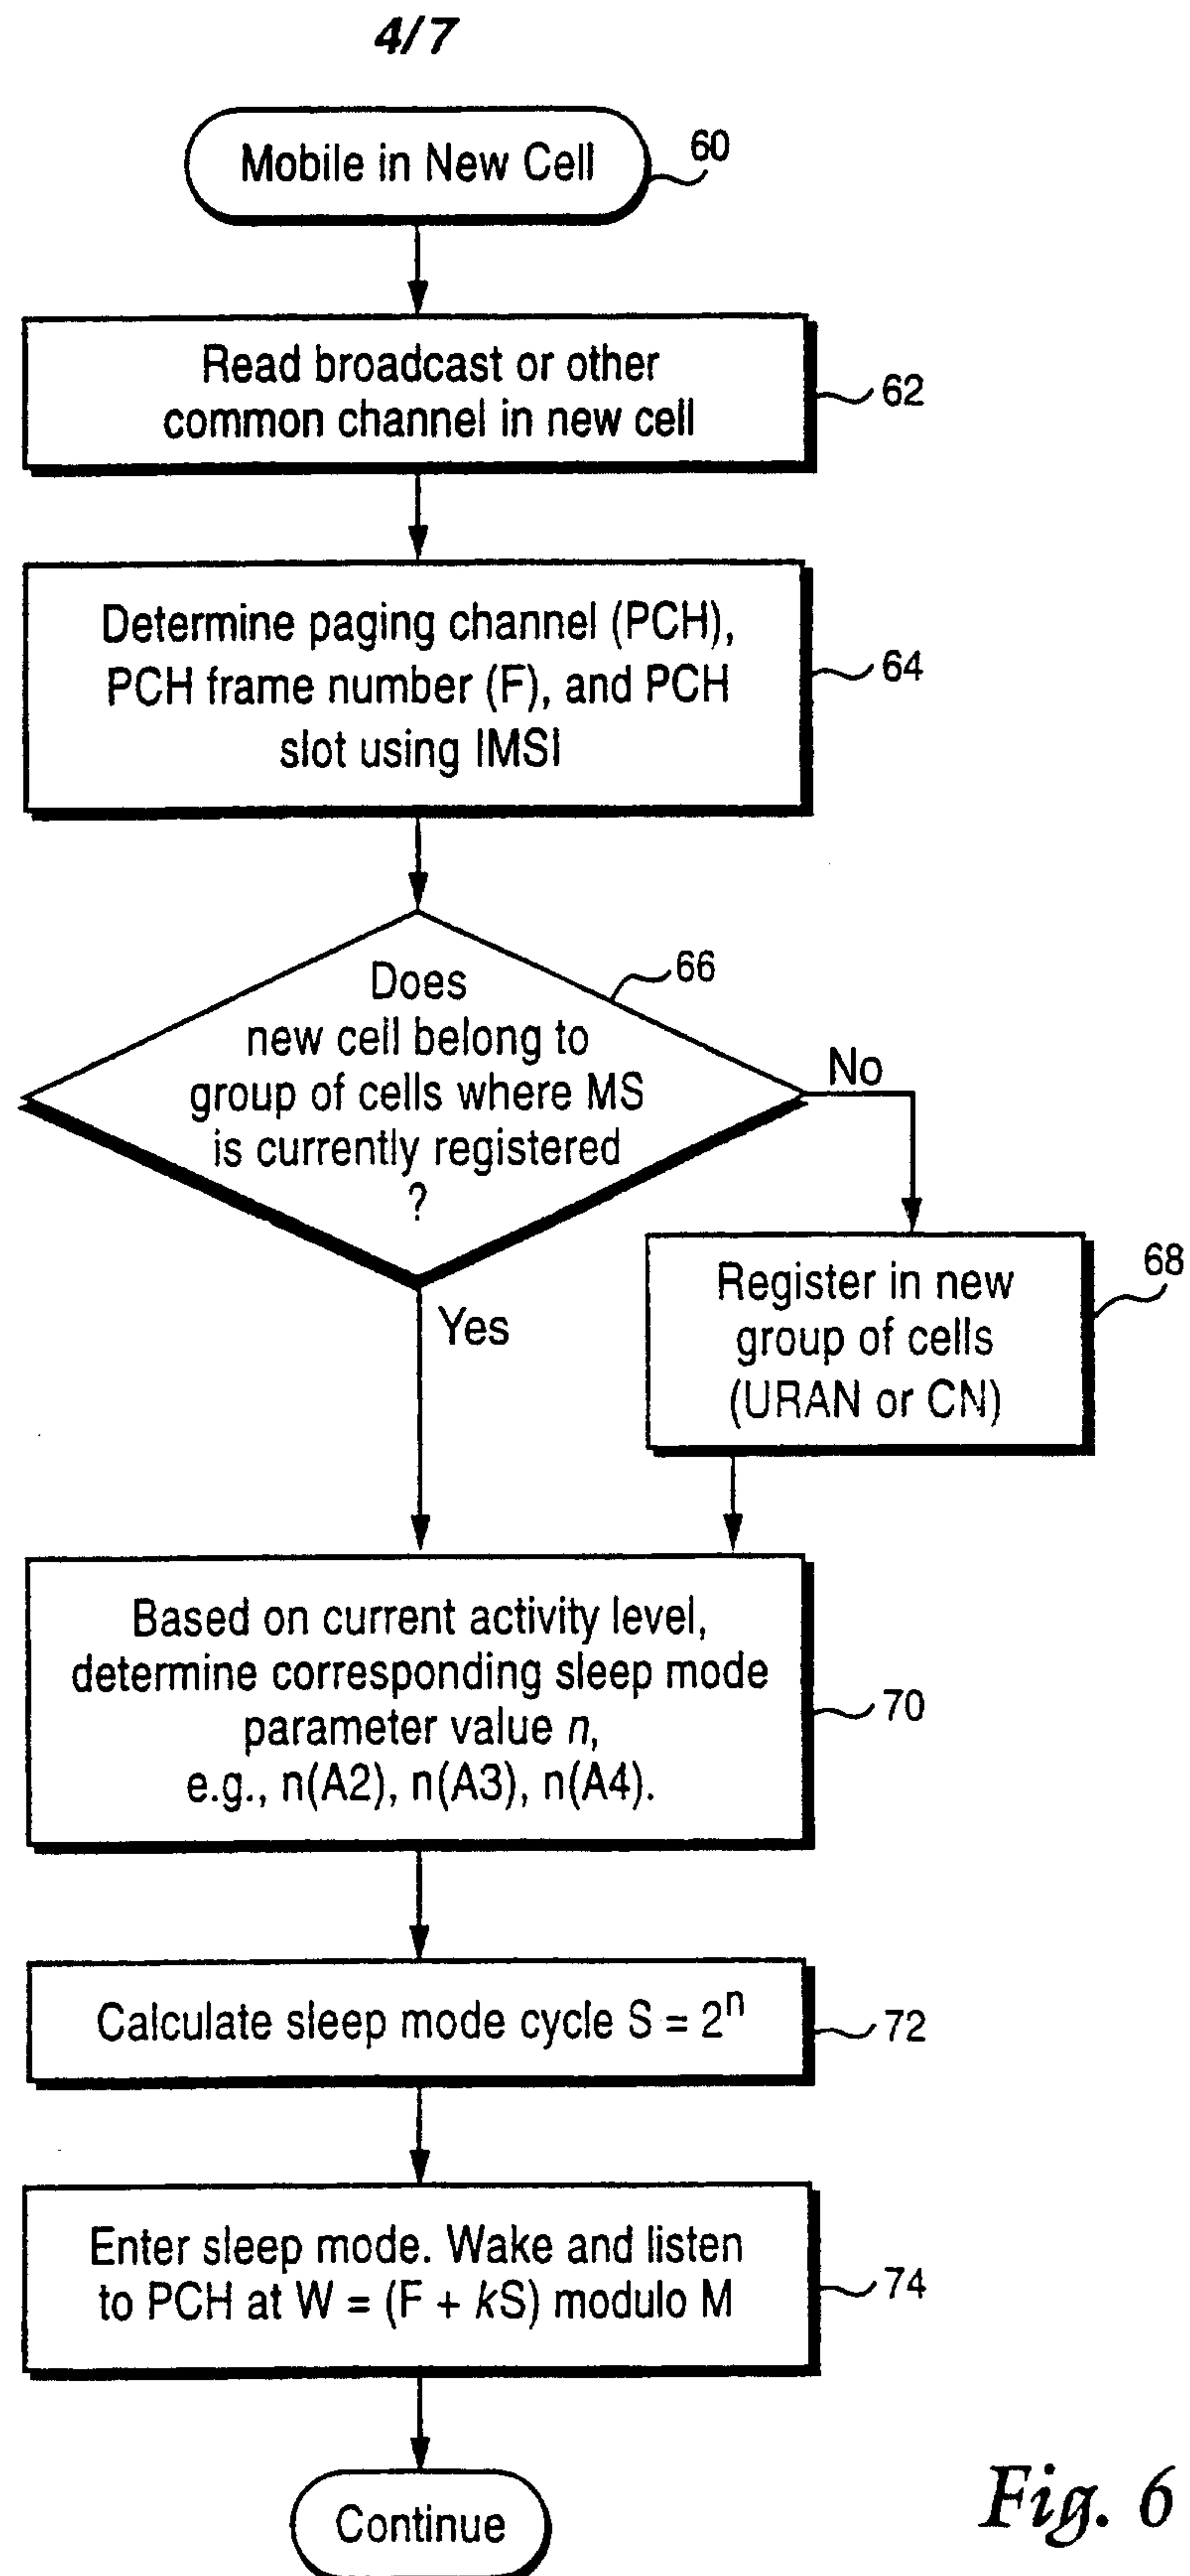 4/7
Mobile in New Cell
60
Read broadcast or other
common channel in new cell
62
Determine paging channel (PCH),
PCH frame number (F), and PCH
slot using IMSI
64
Does
new cell belong to
group of cells where MS
is currently registered
?
66
No
Yes
Register in new
group of cells
(URAN or CN)
68
Based on current activity level,
determine corresponding sleep mode
parameter value n,
e.g., n(A2), n(A3), n(A4).
70
Calculate sleep mode cycle S = 2ⁿ
72
Enter sleep mode. Wake and listen
to PCH at W = (F + kS) modulo M
74
Continue
Fig. 6